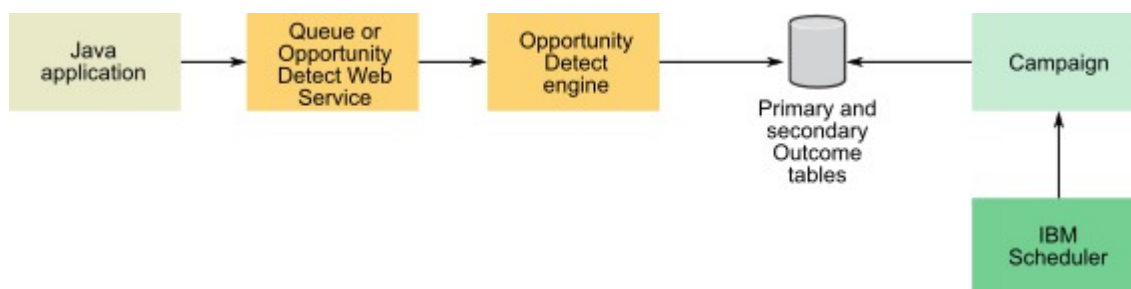 Java
application
Queue or
Opportunity
Detect Web
Service
Opportunity
Detect
engine
Primary and
secondary
Outcome
tables
Campaign
IBM
Scheduler